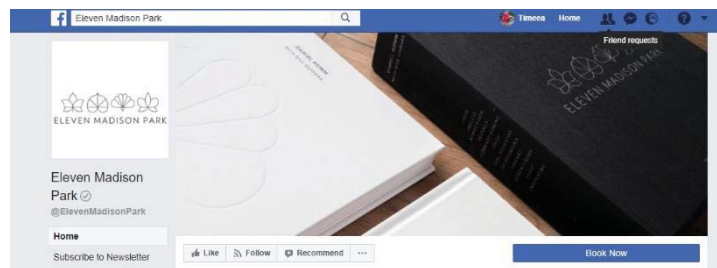 Eleven Madison Park
Timeea Home
Friend requests
ELEVEN MADISON PARK
ELEVEN MADISON PARK
Eleven Madison
Park
@ElevenMadisonPark
Home
Subscribe to Newsletter
Like Follow Recommend ...
Book Now